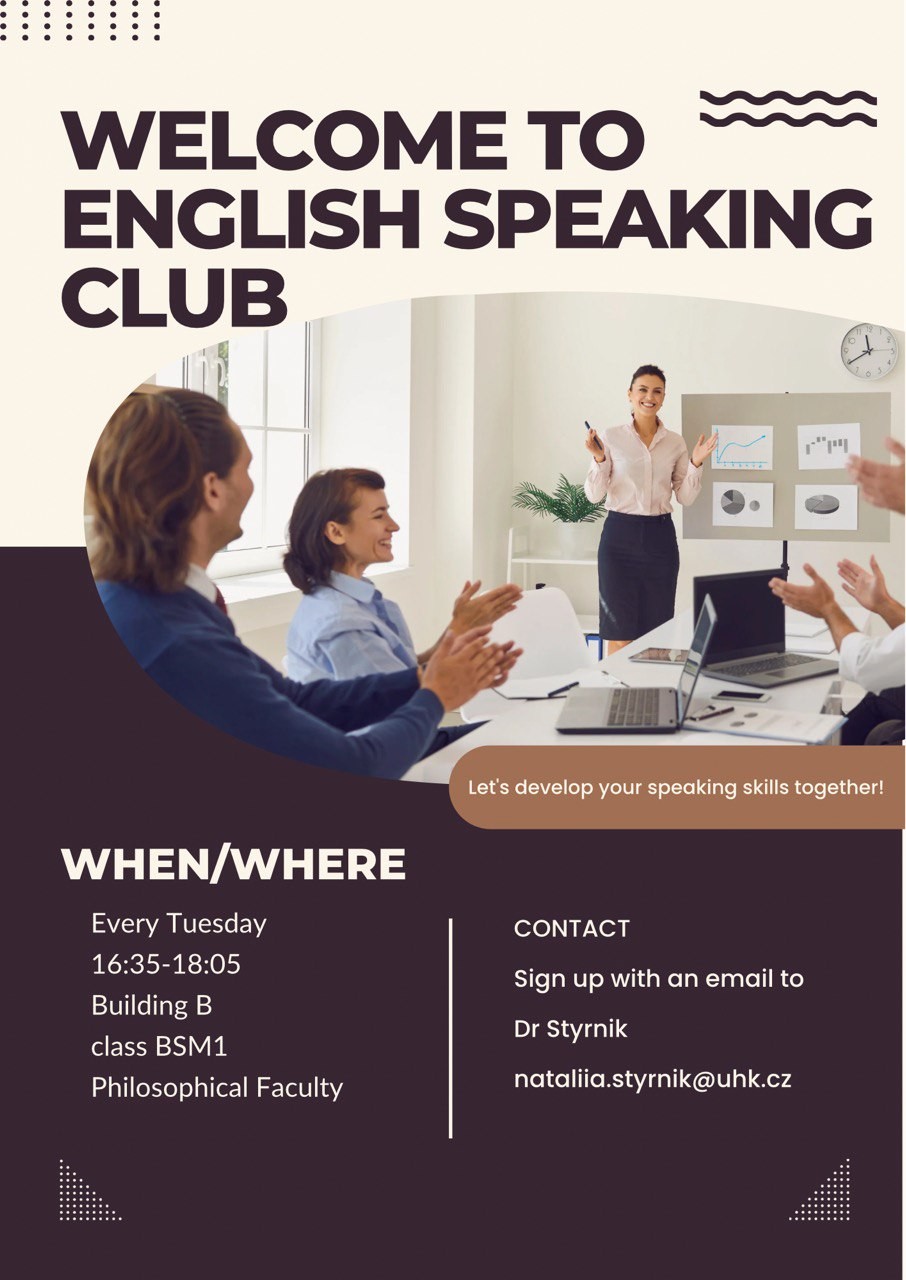 WELCOME TO
ENGLISH SPEAKING
CLUB
Let's develop your speaking skills together!
WHEN/WHERE
Every Tuesday
16:35-18:05
Building B
class BSM1
Philosophical Faculty
CONTACT
Sign up with an email to
Dr Styrnik
nataliia.styrnik@uhk.cz